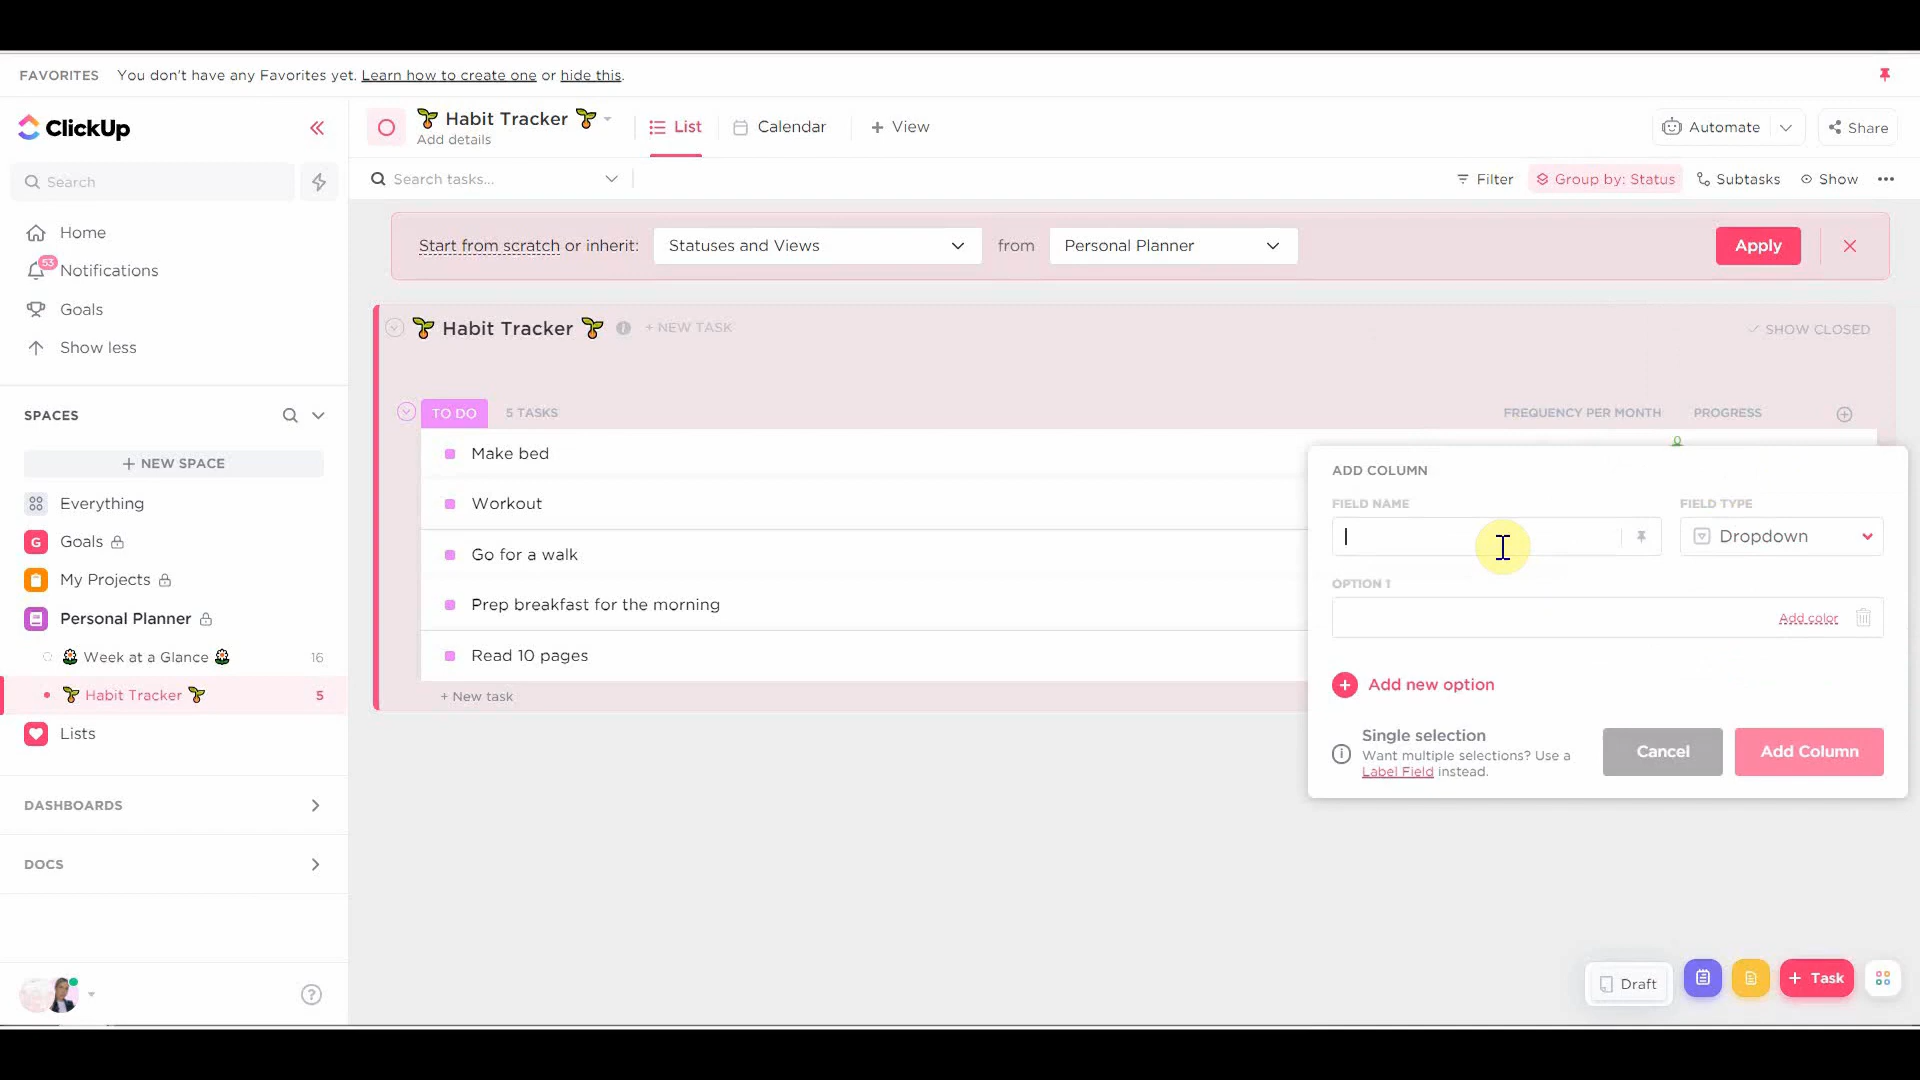 FAVORITES You don't have any Favorites yet. Learn how to create one or hide this.
ClickUp
Search
Home
53
Notifications
Goals
Show less
SPACES
+ NEW SPACE
Everything
G Goals
My Projects
Personal Planner
Week at a Glance 16
Habit Tracker 5
Lists
DASHBOARDS
DOCS
Habit Tracker
Add details
List
Calendar
+ View
Automate
Share
Search tasks...
Filter
Group by: Status
Subtasks
Show
Start from scratch or inherit: Statuses and Views from Personal Planner Apply
Habit Tracker + NEW TASK SHOW CLOSED
TO DO 5 TASKS FREQUENCY PER MONTH PROGRESS
Make bed
Workout
Go for a walk
Prep breakfast for the morning
Read 10 pages
+ New task
ADD COLUMN
FIELD NAME FIELD TYPE
Dropdown
OPTION 1
Add color
Add new option
Single selection
Want multiple selections? Use a
Label Field instead.
Cancel
Add Column
Draft
+ Task